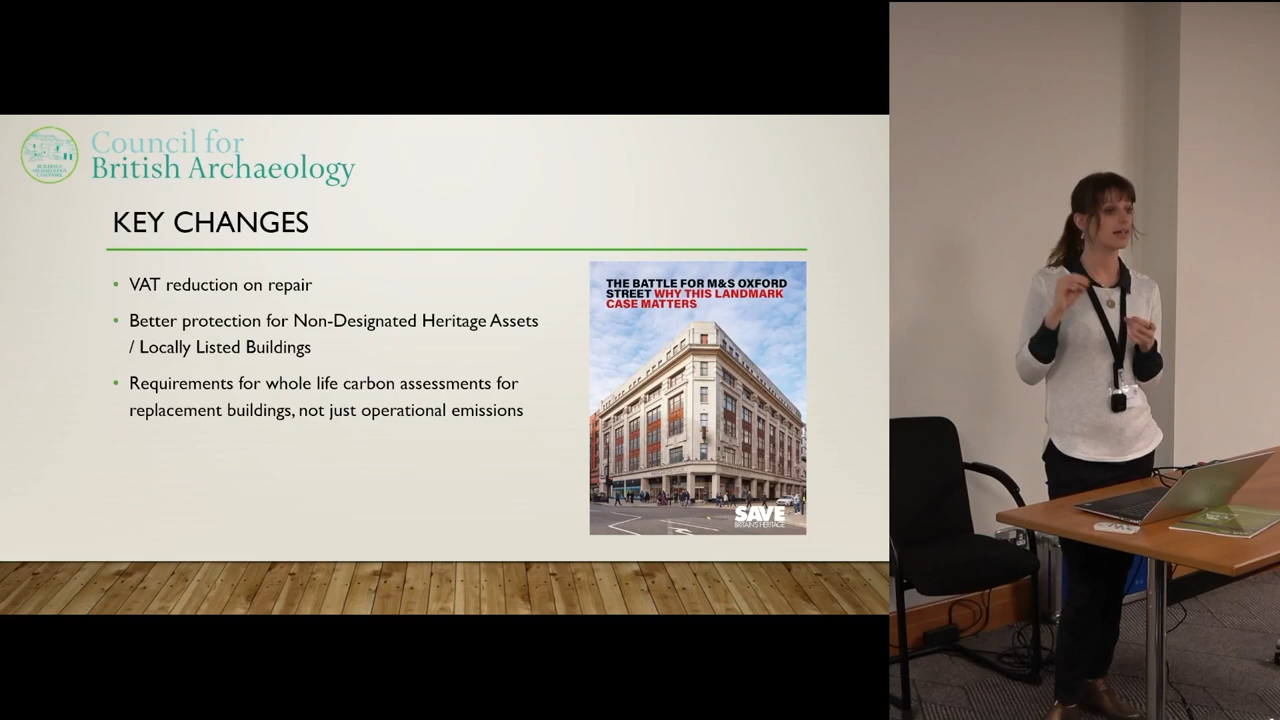 Council for
British Archaeology
KEY CHANGES
• VAT reduction on repair
• Better protection for Non-Designated Heritage Assets
/ Locally Listed Buildings
• Requirements for whole life carbon assessments for
replacement buildings, not just operational emissions
THE BATTLE FOR M&S OXFORD
STREET WHY THIS LANDMARK
CASE MATTERS
SAVE
BRITAIN'S HERITAGE